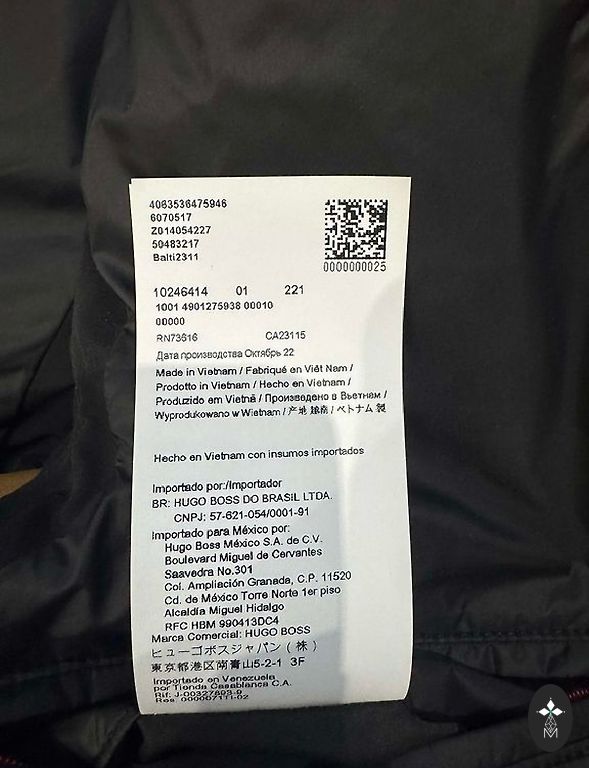 4063536475946
6070517
Z014054227
50483217
Balti2311
0000000025
10246414 01 221
1001 4901275938 00010
00000
RN73616 CA23115
Дата производства Октябрь 22
Made in Vietnam / Fabriqué en Viêt Nam /
Prodotto in Vietnam / Hecho en Vietnam /
Produzido em Vietnã / Произведено в Вьетнам /
Wyprodukowano w Wietnam / 产地 越南 / ベトナム 製
Hecho en Vietnam con insumos importados
Importado por:/Importador
BR: HUGO BOSS DO BRASIL LTDA.
CNPJ: 57-621-054/0001-91
Importado para México por:
Hugo Boss México S.A. de C.V.
Boulevard Miguel de Cervantes
Saavedra No.301
Col. Ampliación Granada, C.P. 11520
Cd. de México Torre Norte 1er piso
Alcaldía Miguel Hidalgo
RFC HBM 990413DC4
Marca Comercial: HUGO BOSS
ヒューゴボスジャパン（株）
東京都港区南青山5-2-1 3F
Importado en Venezuela
por Tienda Casablanca C.A.
Rif: J-00327693-9
M